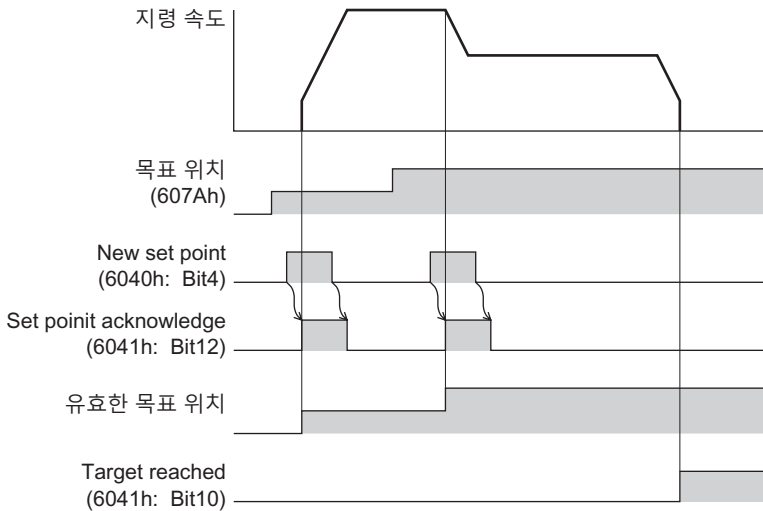 지령 속도
목표 위치
(607Ah)
New set point
(6040h: Bit4)
Set poinit acknowledge
(6041h: Bit12)
유효한 목표 위치
Target reached
(6041h: Bit10)